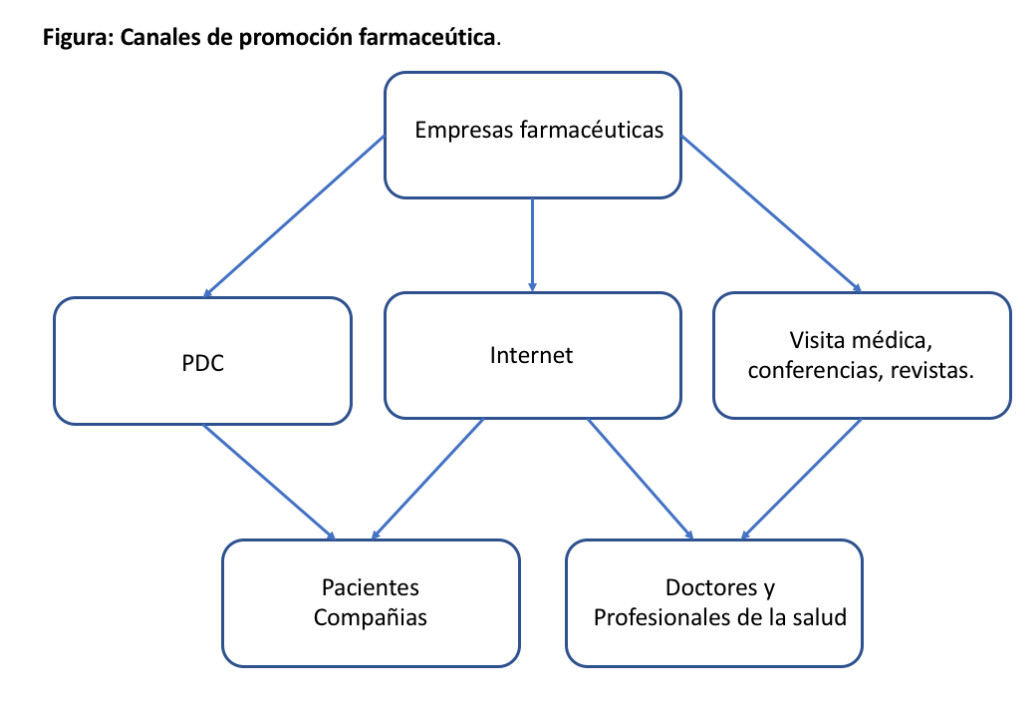 Figura: Canales de promoción farmaceútica.
Empresas farmacéuticas
PDC
Internet
Visita médica,
conferencias, revistas.
Pacientes
Compañias
Doctores y
Profesionales de la salud